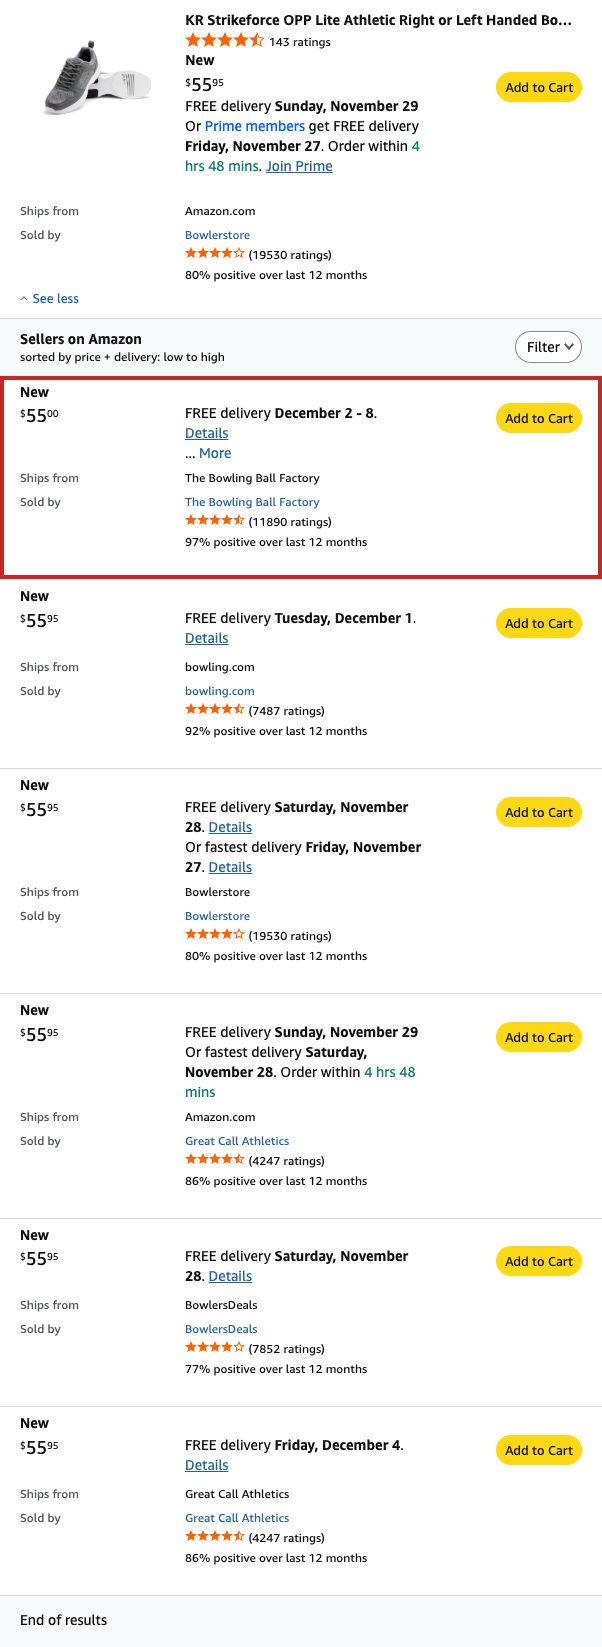 KR Strikeforce OPP Lite Athletic Right or Left Handed Bo...
143 ratings
New
$55 95
FREE delivery Sunday, November 29
Or Prime members get FREE delivery
Friday, November 27. Order within 4
hrs 48 mins. Join Prime
Add to Cart
Ships from Amazon.com
Sold by Bowlerstore
(19530 ratings)
80% positive over last 12 months
See less
Sellers on Amazon
sorted by price + delivery: low to high
Filter
New
$55 00
FREE delivery December 2 - 8.
Details
... More
Add to Cart
Ships from The Bowling Ball Factory
Sold by The Bowling Ball Factory
(11890 ratings)
97% positive over last 12 months
New
$55 95
FREE delivery Tuesday, December 1.
Details
Add to Cart
Ships from bowling.com
Sold by bowling.com
(7487 ratings)
92% positive over last 12 months
New
$55 95
FREE delivery Saturday, November
28. Details
Or fastest delivery Friday, November
27. Details
Add to Cart
Ships from Bowlerstore
Sold by Bowlerstore
(19530 ratings)
80% positive over last 12 months
New
$55 95
FREE delivery Sunday, November 29
Or fastest delivery Saturday,
November 28. Order within 4 hrs 48
mins
Add to Cart
Ships from Amazon.com
Sold by Great Call Athletics
(4247 ratings)
86% positive over last 12 months
New
$55 95
FREE delivery Saturday, November
28. Details
Add to Cart
Ships from BowlersDeals
Sold by BowlersDeals
(7852 ratings)
77% positive over last 12 months
New
$55 95
FREE delivery Friday, December 4.
Details
Add to Cart
Ships from Great Call Athletics
Sold by Great Call Athletics
(4247 ratings)
86% positive over last 12 months
End of results